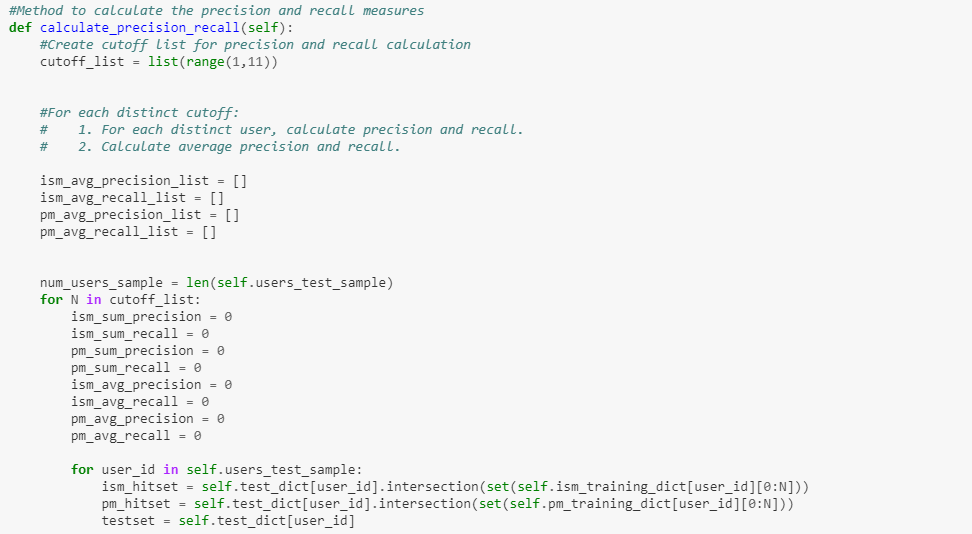 #Method to calculate the precision and recall measures
def calculate_precision_recall(self):
    #Create cutoff list for precision and recall calculation
    cutoff_list = list(range(1,11))
    #For each distinct cutoff:
    #    1. For each distinct user, calculate precision and recall.
    #    2. Calculate average precision and recall.
    ism_avg_precision_list = []
    ism_avg_recall_list = []
    pm_avg_precision_list = []
    pm_avg_recall_list = []
    num_users_sample = len(self.users_test_sample)
    for N in cutoff_list:
        ism_sum_precision = 0
        ism_sum_recall = 0
        pm_sum_precision = 0
        pm_sum_recall = 0
        ism_avg_precision = 0
        ism_avg_recall = 0
        pm_avg_precision = 0
        pm_avg_recall = 0
        for user_id in self.users_test_sample:
            ism_hitset = self.test_dict[user_id].intersection(set(self.ism_training_dict[user_id][0:N]))
            pm_hitset = self.test_dict[user_id].intersection(set(self.pm_training_dict[user_id][0:N]))
            testset = self.test_dict[user_id]